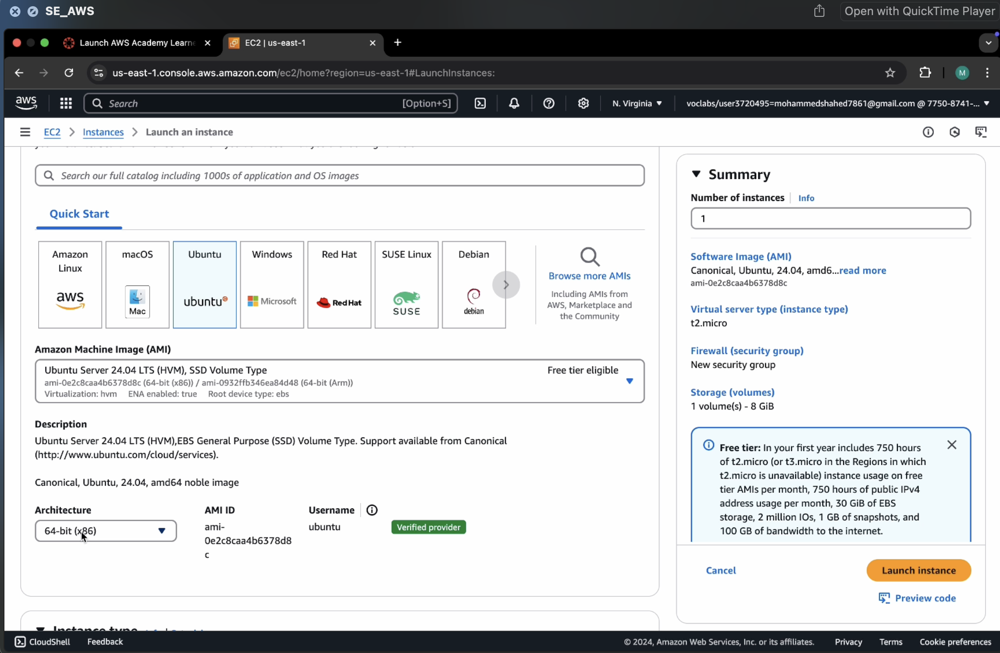 SE_AWS
Open with QuickTime Player
Launch AWS Academy Learne
EC2 | us-east-1
us-east-1.console.aws.amazon.com/ec2/home?region=us-east-1#LaunchInstances:
M
aws
Search
[Option+S]
N. Virginia
voclabs/user3720495=mohammedshahed7861@gmail.com @ 7750-8741-...
EC2 > Instances > Launch an instance
Search our full catalog including 1000s of application and OS images
Quick Start
Amazon Linux
aws
macOS
Mac
Ubuntu
ubuntu
Windows
Microsoft
Red Hat
Red Hat
SUSE Linux
SUSE
Debian
debian
Browse more AMIs
Including AMIs from
AWS, Marketplace and
the Community
Amazon Machine Image (AMI)
Ubuntu Server 24.04 LTS (HVM), SSD Volume Type
Free tier eligible
ami-0e2c8caa4b6378d8c (64-bit (x86)) / ami-0932ffb346ea84d48 (64-bit (Arm))
Virtualization: hvm ENA enabled: true Root device type: ebs
Description
Ubuntu Server 24.04 LTS (HVM),EBS General Purpose (SSD) Volume Type. Support available from Canonical
(http://www.ubuntu.com/cloud/services).
Canonical, Ubuntu, 24.04, amd64 noble image
Architecture
64-bit (x86)
AMI ID
ami-
0e2c8caa4b6378d8
c
Username
ubuntu
Verified provider
Instance type
Summary
Number of instances
Info
1
Software Image (AMI)
Canonical, Ubuntu, 24.04, amd6...read more
ami-0e2c8caa4b6378d8c
Virtual server type (instance type)
t2.micro
Firewall (security group)
New security group
Storage (volumes)
1 volume(s) - 8 GiB
Free tier: In your first year includes 750 hours
of t2.micro (or t3.micro in the Regions in which
t2.micro is unavailable) instance usage on free
tier AMIs per month, 750 hours of public IPv4
address usage per month, 30 GiB of EBS
storage, 2 million IOs, 1 GB of snapshots, and
100 GB of bandwidth to the internet.
Cancel
Launch instance
Preview code
CloudShell
Feedback
© 2024, Amazon Web Services, Inc. or its affiliates.
Privacy
Terms
Cookie preferences